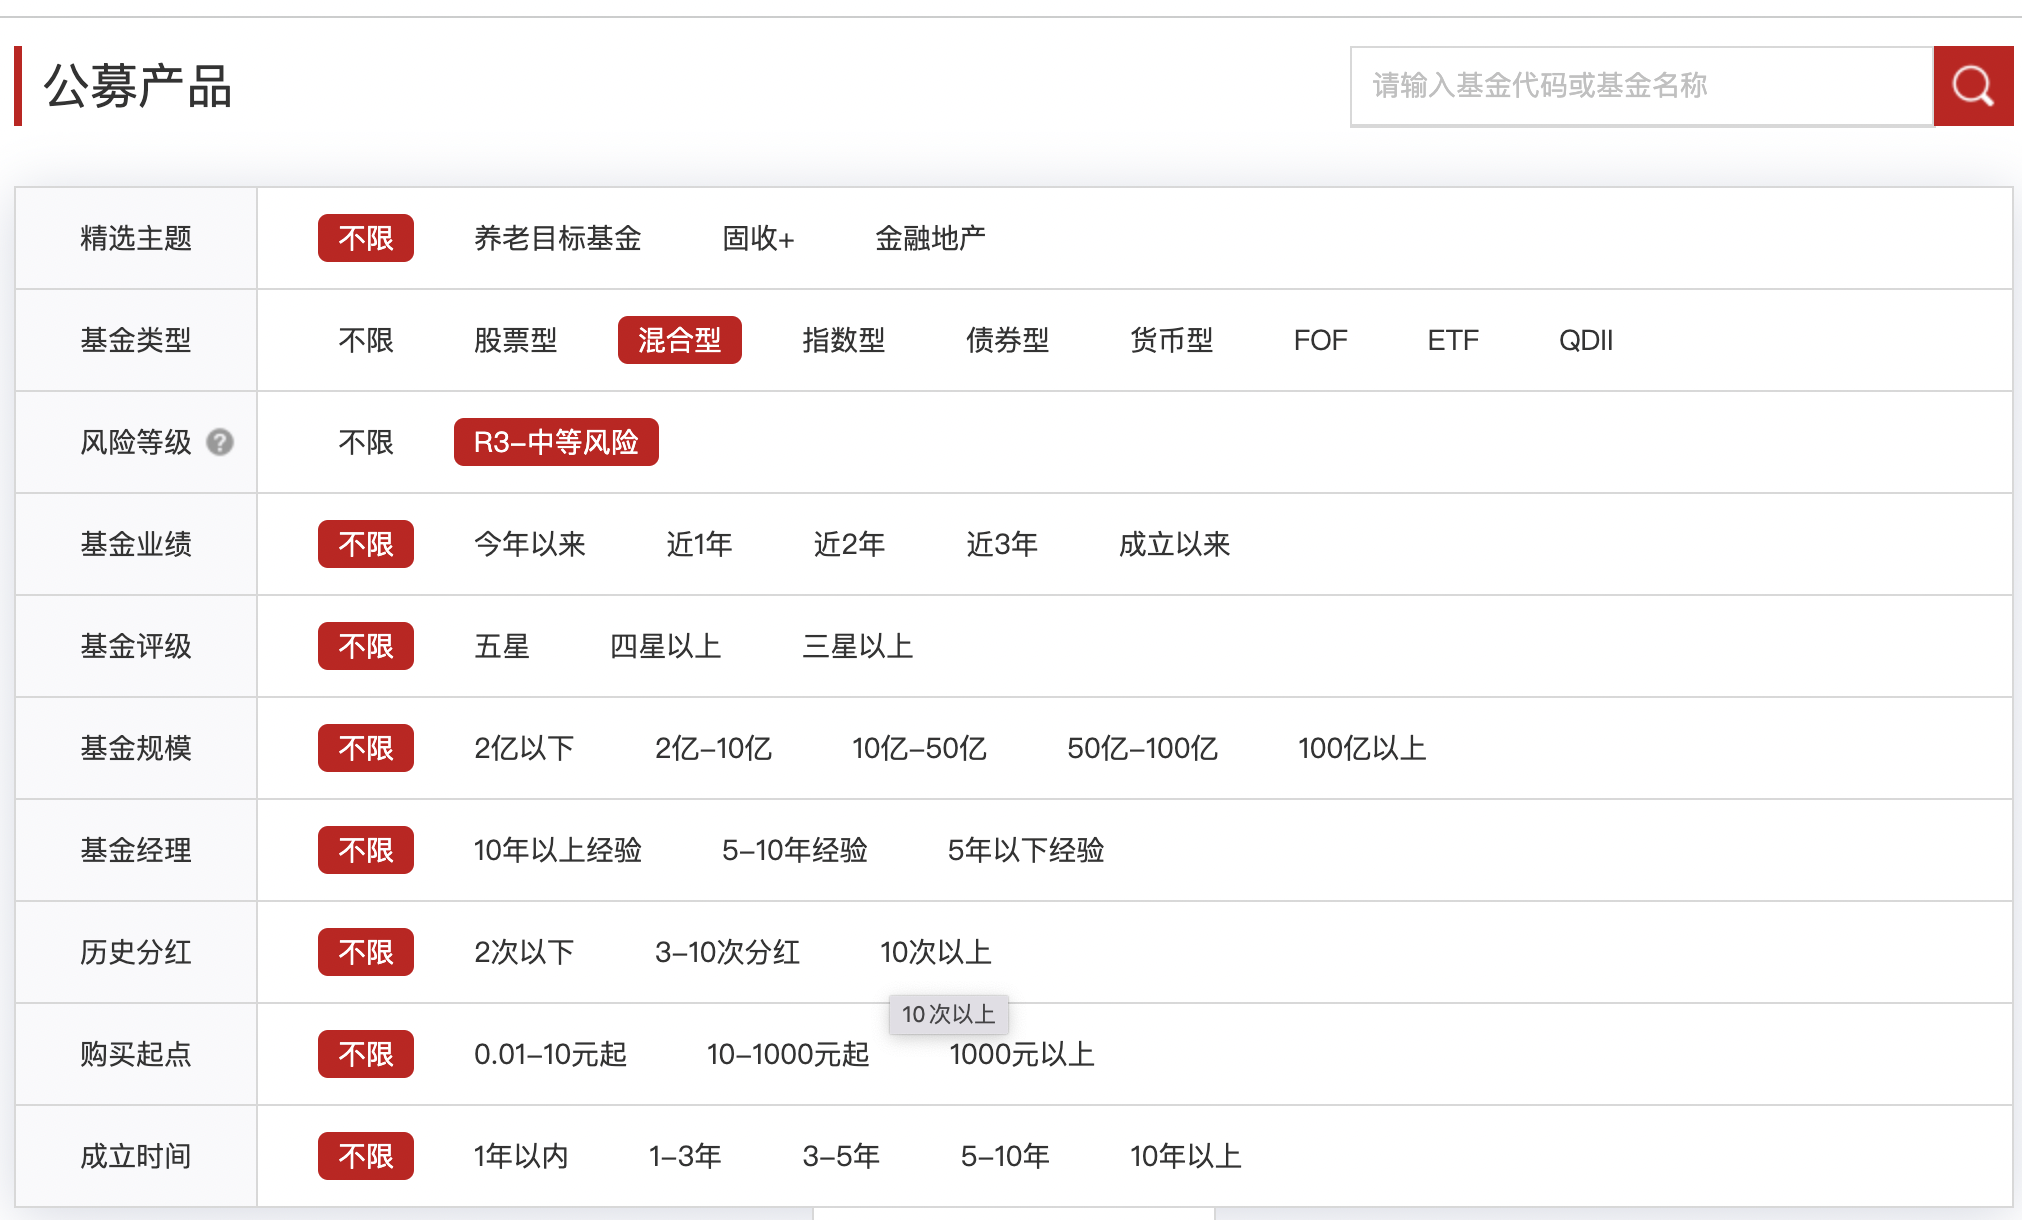 公募产品
请输入基金代码或基金名称
精选主题 不限 养老目标基金 固收+ 金融地产
基金类型 不限 股票型 混合型 指数型 债券型 货币型 FOF ETF QDII
风险等级 ? 不限 R3-中等风险
基金业绩 不限 今年以来 近1年 近2年 近3年 成立以来
基金评级 不限 五星 四星以上 三星以上
基金规模 不限 2亿以下 2亿-10亿 10亿-50亿 50亿-100亿 100亿以上
基金经理 不限 10年以上经验 5-10年经验 5年以下经验
历史分红 不限 2次以下 3-10次分红 10次以上
10次以上
购买起点 不限 0.01-10元起 10-1000元起 1000元以上
成立时间 不限 1年以内 1-3年 3-5年 5-10年 10年以上